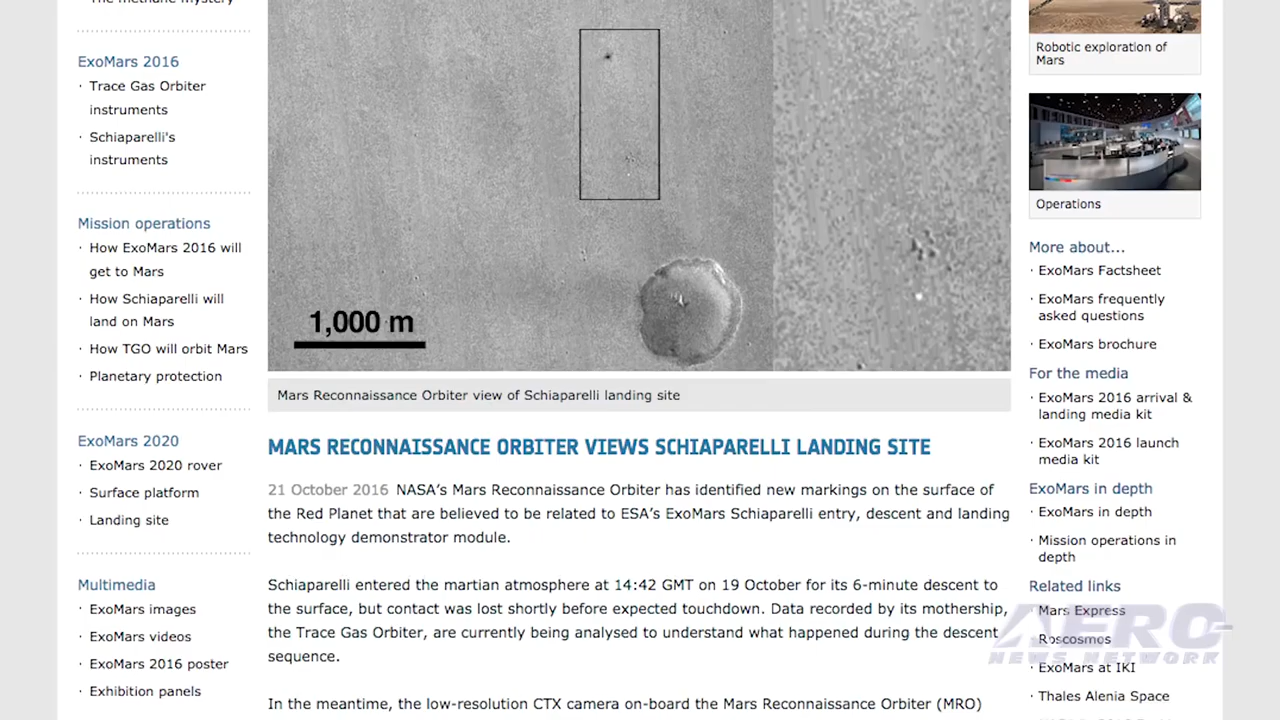 The methane mystery
ExoMars 2016
· Trace Gas Orbiter
instruments
· Schiaparelli's
instruments
Mission operations
· How ExoMars 2016 will
get to Mars
· How Schiaparelli will
land on Mars
· How TGO will orbit Mars
· Planetary protection
ExoMars 2020
· ExoMars 2020 rover
· Surface platform
· Landing site
Multimedia
· ExoMars images
· ExoMars videos
· ExoMars 2016 poster
· Exhibition panels
1,000 m
Mars Reconnaissance Orbiter view of Schiaparelli landing site
MARS RECONNAISSANCE ORBITER VIEWS SCHIAPARELLI LANDING SITE
21 October 2016 NASA’s Mars Reconnaissance Orbiter has identified new markings on the surface of
the Red Planet that are believed to be related to ESA’s ExoMars Schiaparelli entry, descent and landing
technology demonstrator module.
Schiaparelli entered the martian atmosphere at 14:42 GMT on 19 October for its 6-minute descent to
the surface, but contact was lost shortly before expected touchdown. Data recorded by its mothership,
the Trace Gas Orbiter, are currently being analysed to understand what happened during the descent
sequence.
In the meantime, the low-resolution CTX camera on-board the Mars Reconnaissance Orbiter (MRO)
Robotic exploration of
Mars
Operations
More about...
· ExoMars Factsheet
· ExoMars frequently
asked questions
· ExoMars brochure
For the media
· ExoMars 2016 arrival &
landing media kit
· ExoMars 2016 launch
media kit
ExoMars in depth
· ExoMars in depth
· Mission operations in
depth
Related links
· Mars Express
· Roscosmos
· ExoMars at IKI
· Thales Alenia Space
AERO
NEWS NETWORK